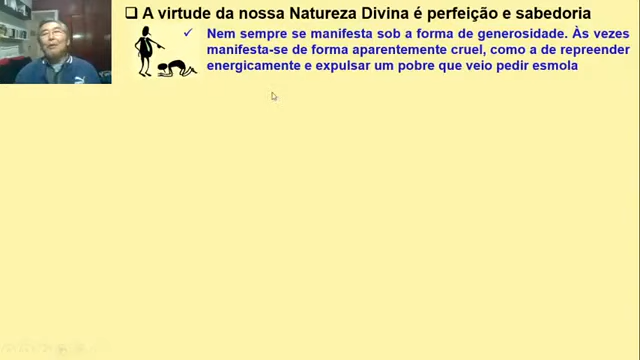 ❑ A virtude da nossa Natureza Divina é perfeição e sabedoria
✓ Nem sempre se manifesta sob a forma de generosidade. Às vezes
manifesta-se de forma aparentemente cruel, como a de repreender
energicamente e expulsar um pobre que veio pedir esmola